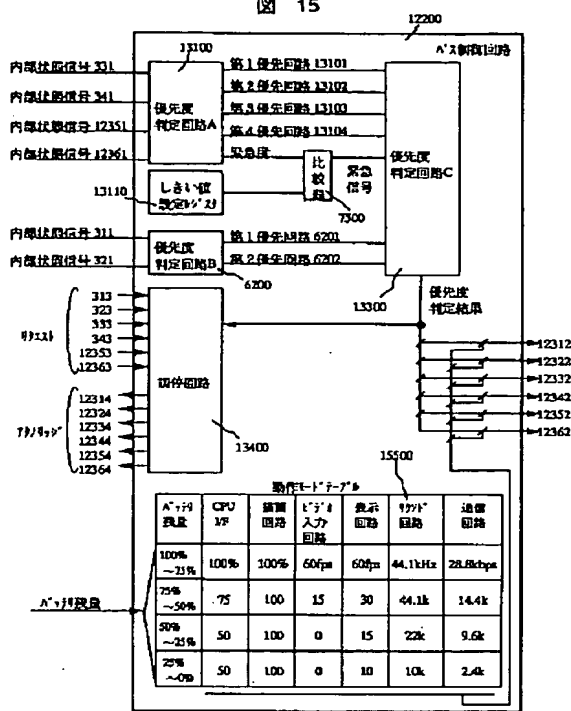 図 15
12200
バス制御回路
13100
内部状態信号 331
内部状態信号 341
内部状態信号 12351
内部状態信号 12361
優先度
判定回路A
第1優先回路 13101
第2優先回路 13102
第3優先回路 13103
第4優先回路 13104
緊急度
比較器
緊急
信号
7300
優先度
判定回路C
13110
しきい値
設定レジスタ
内部状態信号 311
内部状態信号 321
優先度
判定回路B
第1優先回路 6201
第2優先回路 6202
6200
13300
優先度
判定結果
リクエスト
313
323
333
343
12353
12363
調停回路
アクノリッジ
12314
12324
12334
12344
12354
12364
13400
12312
12322
12332
12342
12352
12362
15500
動作モードテーブル
バッテリ残量 CPU I/F 描画回路 ビデオ入力回路 表示回路 サウンド回路 通信回路
100%～75% 100% 100% 60fps 60fps 44.1kHz 28.8kbps
75%～50% 75 100 15 30 44.1k 14.4k
50%～25% 50 100 0 15 22k 9.6k
25%～0% 50 100 0 10 10k 2.4k
バッテリ残量